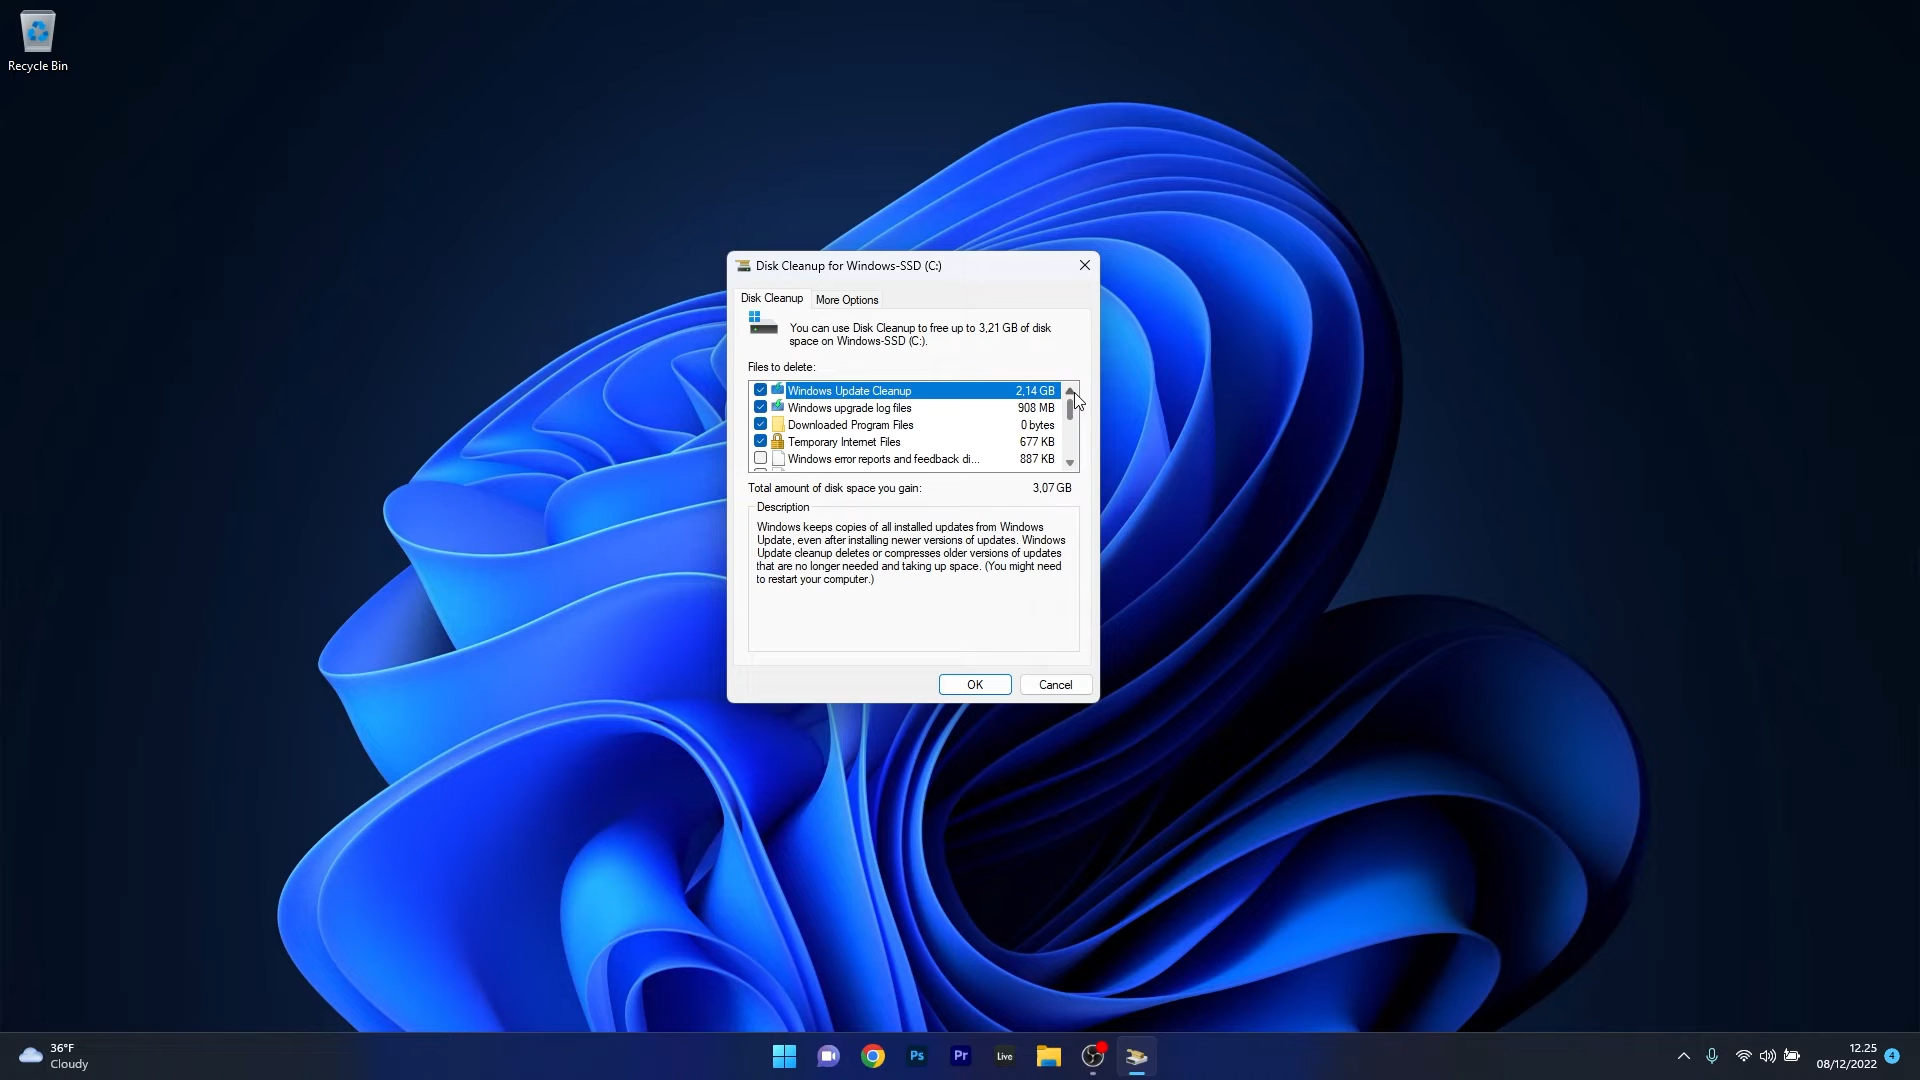 Recycle Bin
Disk Cleanup for Windows-SSD (C:)
Disk Cleanup
More Options
You can use Disk Cleanup to free up to 3,21 GB of disk
space on Windows-SSD (C:).
Files to delete:
Windows Update Cleanup 2,14 GB
Windows upgrade log files 908 MB
Downloaded Program Files 0 bytes
Temporary Internet Files 677 KB
Windows error reports and feedback di... 887 KB
Total amount of disk space you gain: 3,07 GB
Description
Windows keeps copies of all installed updates from Windows
Update, even after installing newer versions of updates. Windows
Update cleanup deletes or compresses older versions of updates
that are no longer needed and taking up space. (You might need
to restart your computer.)
OK
Cancel
36°F
Cloudy
Ps
Pr
Live
12.25
08/12/2022
4